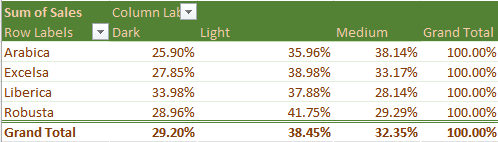 Sum of Sales Column Lab
Row Labels Dark Light Medium Grand Total
Arabica 25.90% 35.96% 38.14% 100.00%
Excelsa 27.85% 38.98% 33.17% 100.00%
Liberica 33.98% 37.88% 28.14% 100.00%
Robusta 28.96% 41.75% 29.29% 100.00%
Grand Total 29.20% 38.45% 32.35% 100.00%